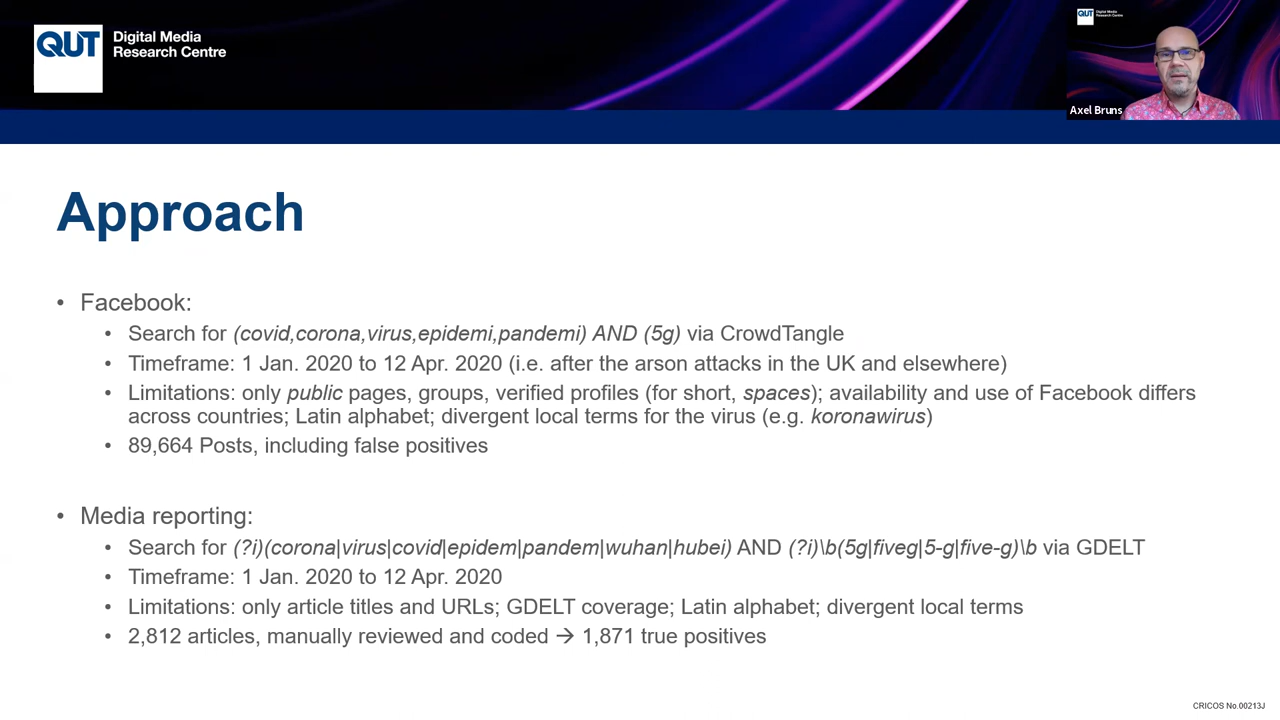 QUT
Digital Media
Research Centre
QUT
Digital Media
Research Centre
Axel Bruns
Approach
• Facebook:
• Search for (covid,corona,virus,epidemi,pandemi) AND (5g) via CrowdTangle
• Timeframe: 1 Jan. 2020 to 12 Apr. 2020 (i.e. after the arson attacks in the UK and elsewhere)
• Limitations: only public pages, groups, verified profiles (for short, spaces); availability and use of Facebook differs
across countries; Latin alphabet; divergent local terms for the virus (e.g. koronawirus)
• 89,664 Posts, including false positives
• Media reporting:
• Search for (?i)(corona|virus|covid|epidem|pandem|wuhan|hubei) AND (?i)\b(5g|fiveg|5-g|five-g)\b via GDELT
• Timeframe: 1 Jan. 2020 to 12 Apr. 2020
• Limitations: only article titles and URLs; GDELT coverage; Latin alphabet; divergent local terms
• 2,812 articles, manually reviewed and coded → 1,871 true positives
CRICOS No.00213J